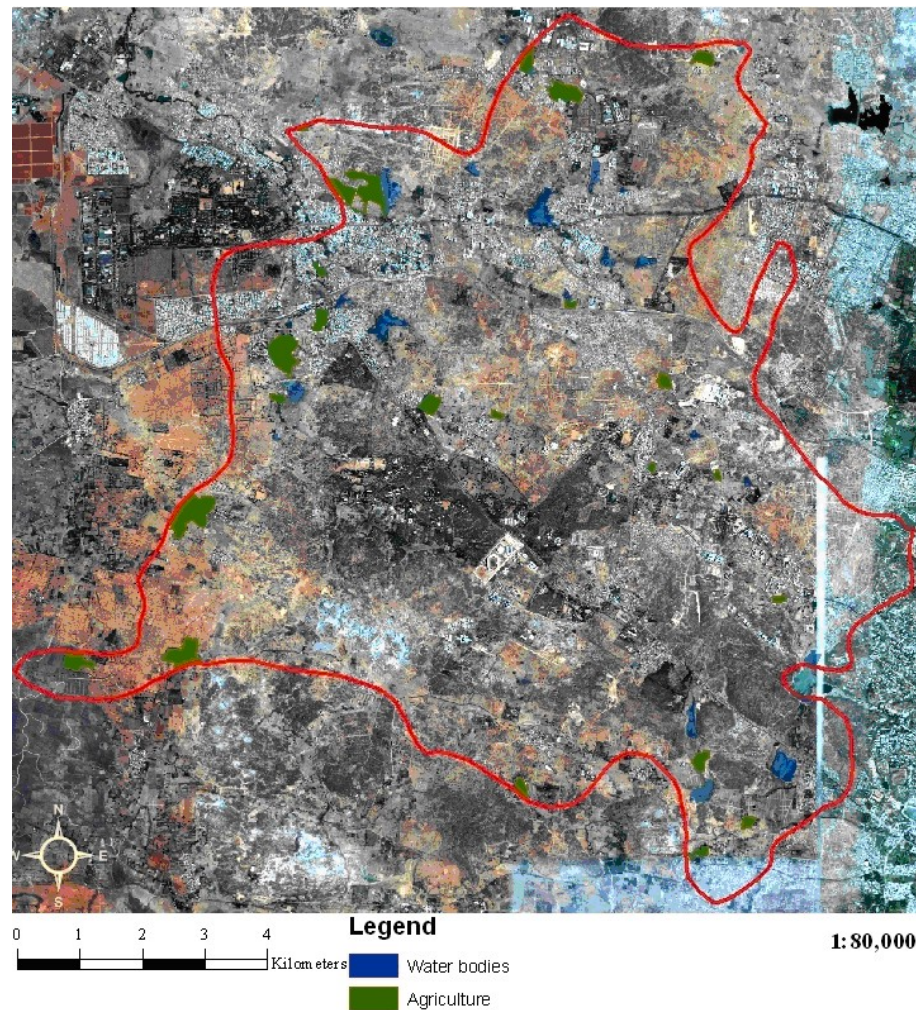 N
W E
S
0 1 2 3 4
Kilometers
Legend
Water bodies
Agriculture
1:80,000